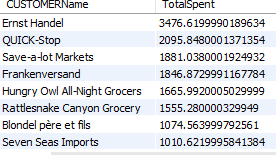 CUSTOMERName TotalSpent
Ernst Handel 3476.6199990189634
QUICK-Stop 2095.8480001371354
Save-a-lot Markets 1881.0380001924932
Frankenversand 1846.8729991167784
Hungry Owl All-Night Grocers 1665.9920005029999
Rattlesnake Canyon Grocery 1555.280000329949
Blondel père et fils 1074.563999792561
Seven Seas Imports 1010.6219995841384